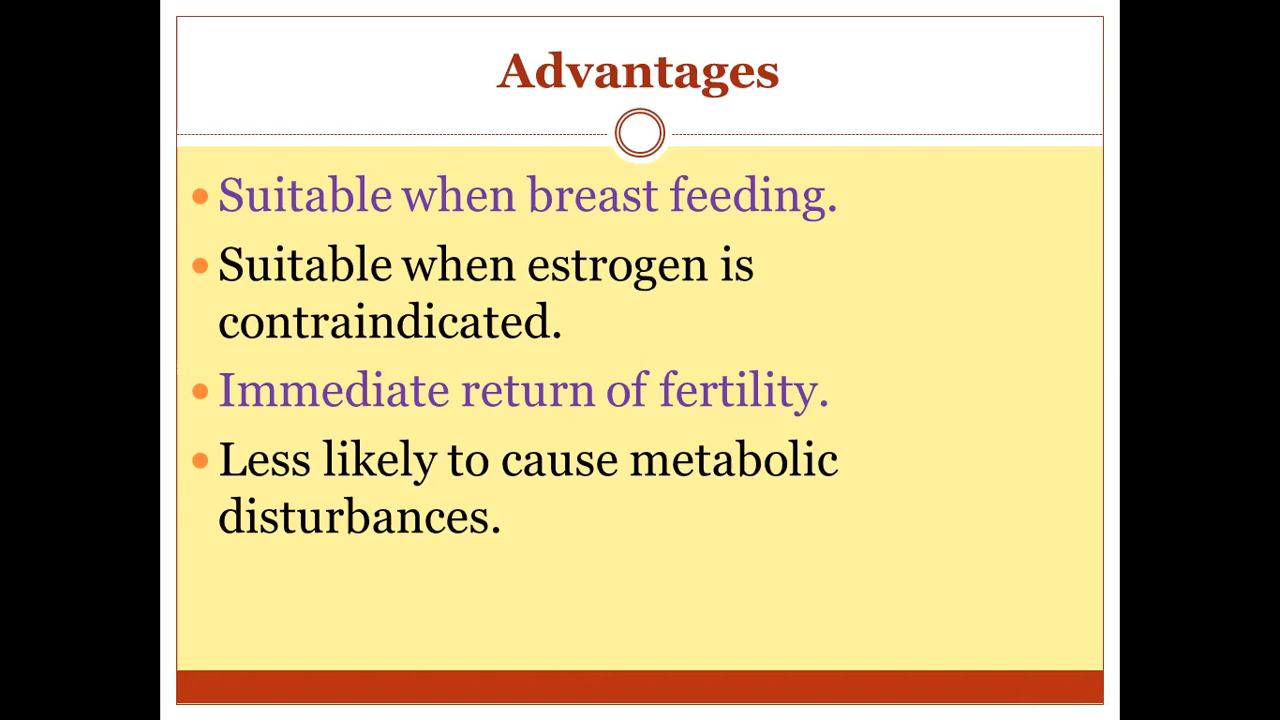 Advantages
Suitable when breast feeding.
Suitable when estrogen is
contraindicated.
Immediate return of fertility.
Less likely to cause metabolic
disturbances.